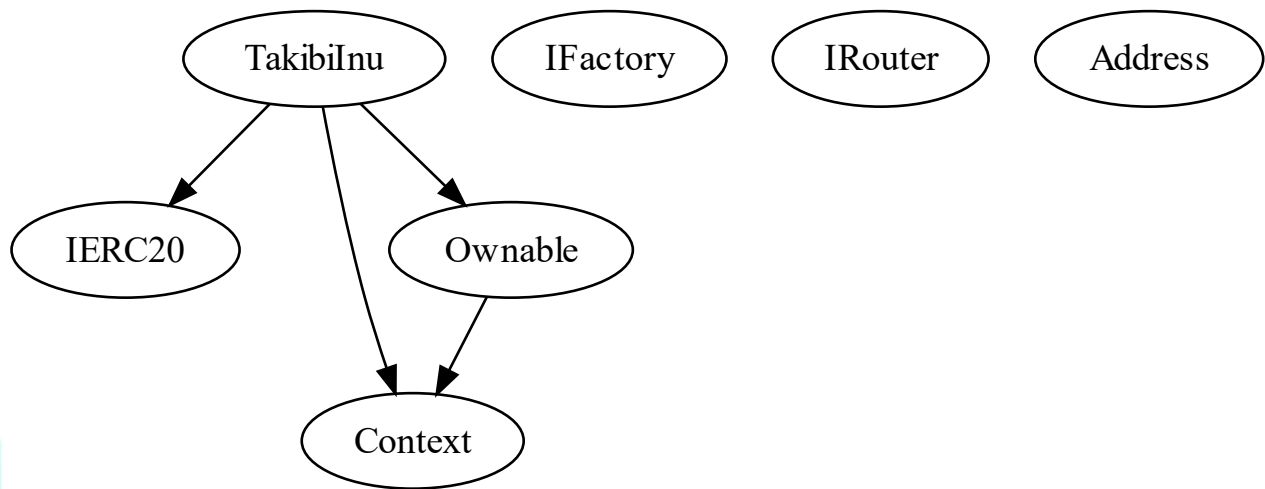 TakibiInu
IFactory
IRouter
Address
IERC20
Ownable
Context